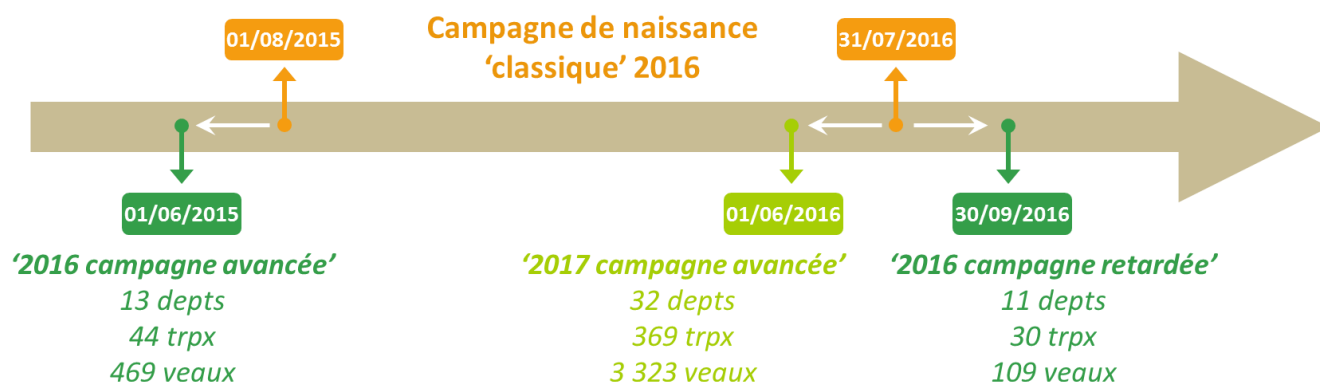 Campagne de naissance
‘classique’ 2016
01/08/2015
31/07/2016
01/06/2015
01/06/2016
30/09/2016
‘2016 campagne avancée’
13 depts
44 trpx
469 veaux
‘2017 campagne avancée’
32 depts
369 trpx
3 323 veaux
‘2016 campagne retardée’
11 depts
30 trpx
109 veaux